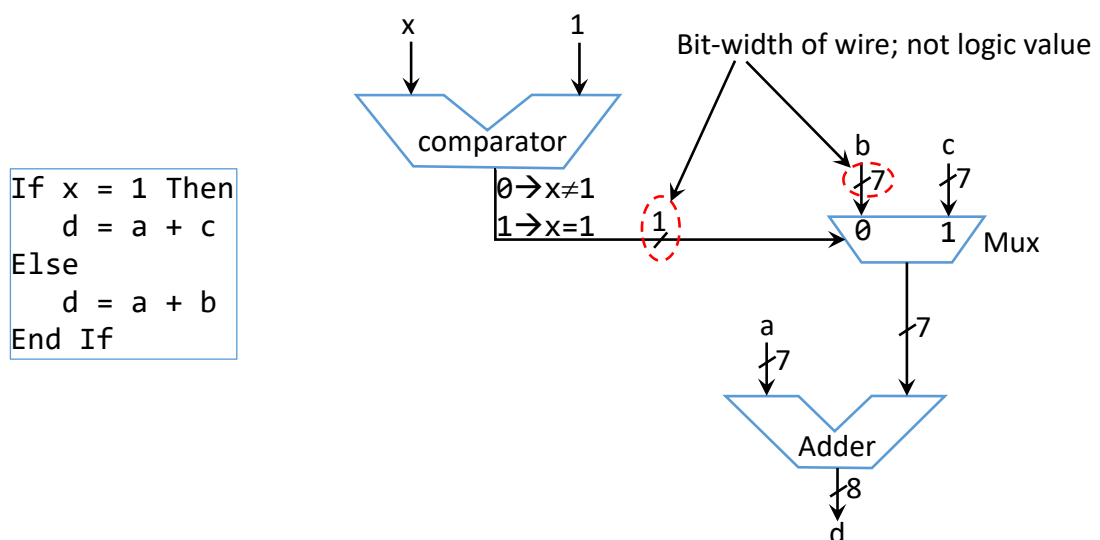 x
1
Bit-width of wire; not logic value
comparator
b
c
7
7
If x = 1 Then
d = a + c
Else
d = a + b
End If
0→x≠1
1→x=1
1
0
1
Mux
7
a
7
Adder
8
d